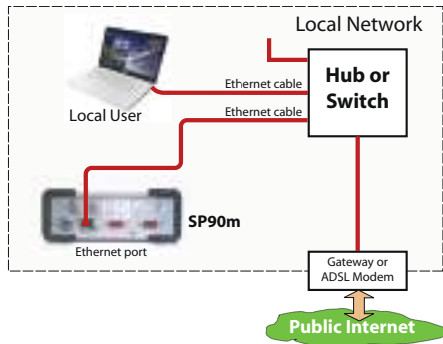 Local Network
Ethernet cable
Hub or
Switch
Ethernet cable
Local User
SP90m
Ethernet port
Gateway or
ADSL Modem
Public Internet